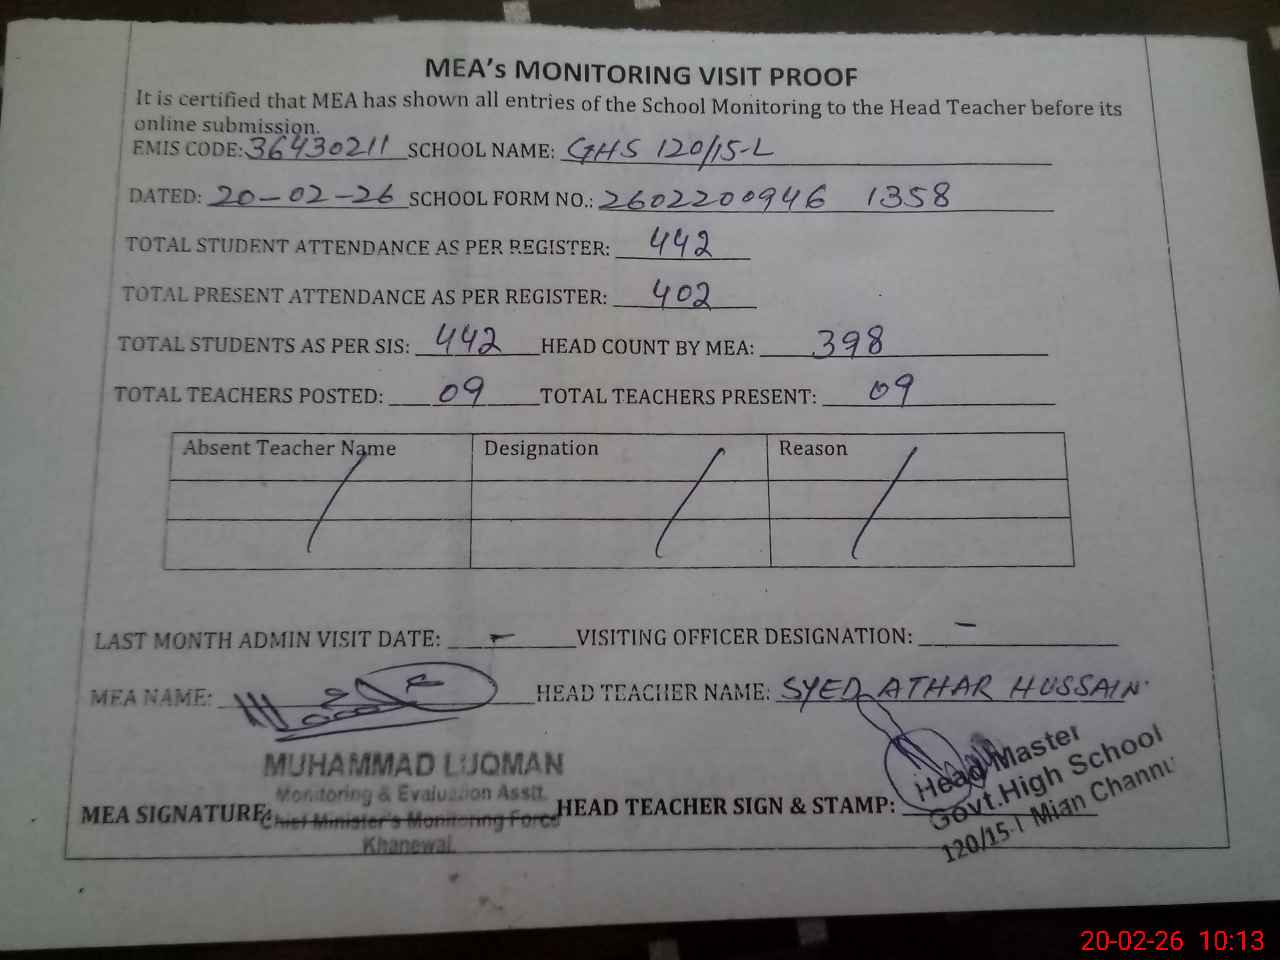 MEA's MONITORING VISIT PROOF
It is certified that MEA has shown all entries of the School Monitoring to the Head Teacher before its
online submission.
EMIS CODE: 36430211 SCHOOL NAME: GHS 120/15-L
DATED: 20-02-26 SCHOOL FORM NO.: 2602200946 1358
TOTAL STUDENT ATTENDANCE AS PER REGISTER: 442
TOTAL PRESENT ATTENDANCE AS PER REGISTER: 402
TOTAL STUDENTS AS PER SIS: 442 HEAD COUNT BY MEA: 398
TOTAL TEACHERS POSTED: 09 TOTAL TEACHERS PRESENT: 09
Absent Teacher Name Designation Reason
LAST MONTH ADMIN VISIT DATE: - VISITING OFFICER DESIGNATION: -
MEA NAME: HEAD TEACHER NAME: SYED ATHAR HUSSAIN
MUHAMMAD LUQMAN
Monitoring & Evaluation Asstt.
MEA SIGNATURE: HEAD TEACHER SIGN & STAMP:
Chief Minister's Monitoring Force
Khanewal.
Head Master
Govt. High School
120/15-L Mian Channu
20-02-26 10:13